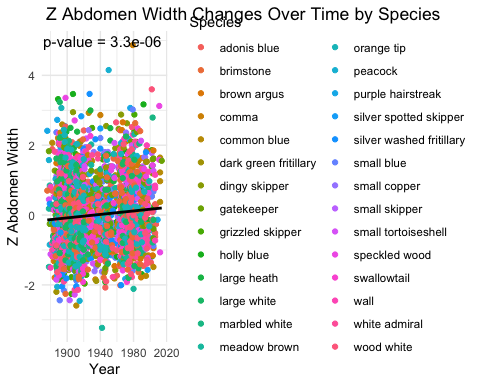 Z Abdomen Width Changes Over Time by Species
Species
p-value = 3.3e-06
4
2
0
-2
Z Abdomen Width
1900 1940 1980 2020
Year
adonis blue
brimstone
brown argus
comma
common blue
dark green fritillary
dingy skipper
gatekeeper
grizzled skipper
holly blue
large heath
large white
marbled white
meadow brown
orange tip
peacock
purple hairstreak
silver spotted skipper
silver washed fritillary
small blue
small copper
small skipper
small tortoiseshell
speckled wood
swallowtail
wall
white admiral
wood white